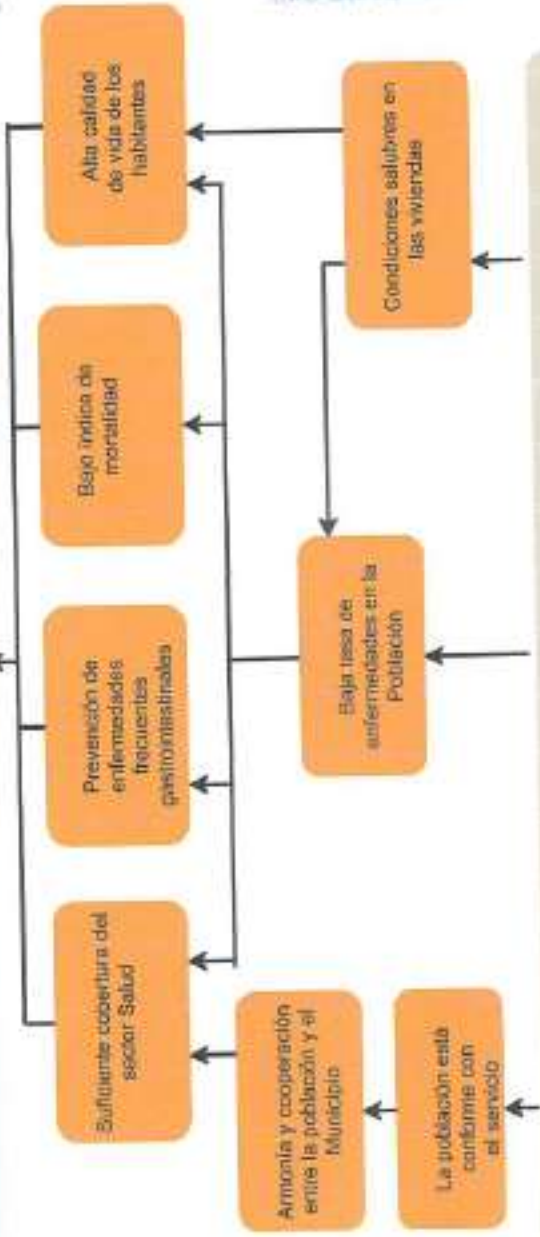 Suficiente cobertura del
sector Salud
Prevención de
enfermedades
frecuentes
gastrointestinales
Bajo índice de
mortalidad
Alta calidad
de vida de los
habitantes
Armonía y cooperación
entre la población y el
Municipio
Baja tasa de
enfermedades en la
Población
Condiciones salubres en
las viviendas
La población esta
conforme con
el servicio